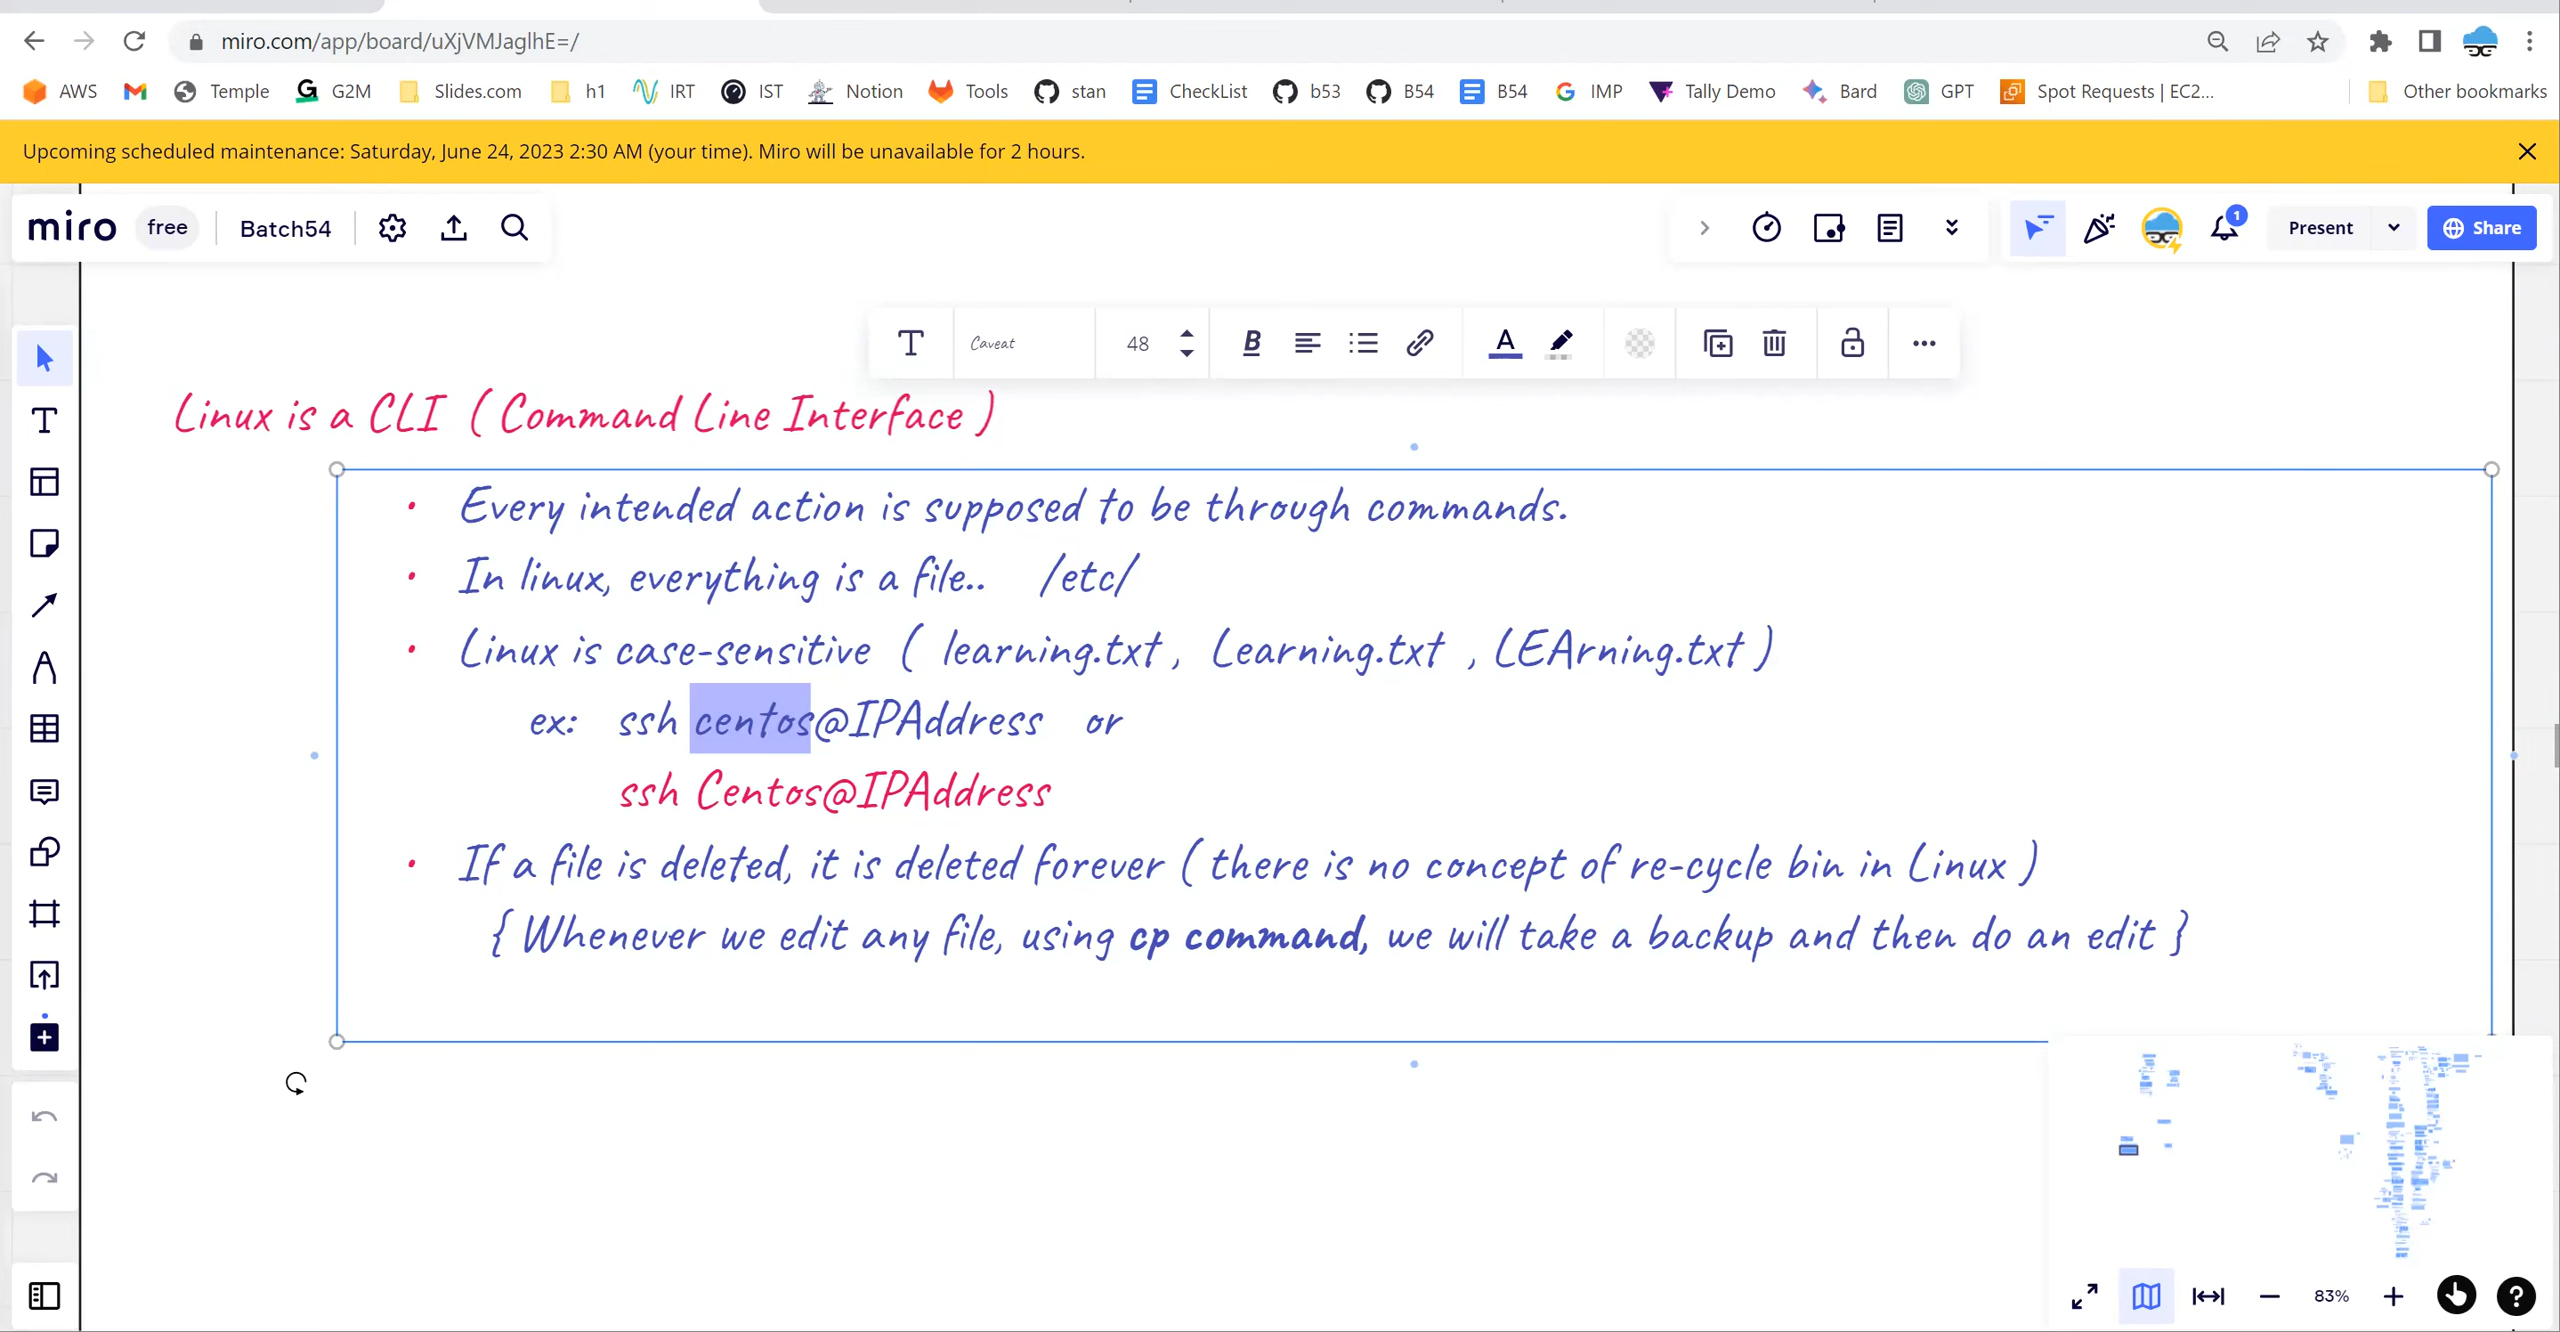 miro.com/app/board/uXjVMJaglhE=/
AWS Temple G2M Slides.com h1 IRT IST Notion Tools stan CheckList b53 B54 B54 IMP Tally Demo Bard GPT Spot Requests | EC2... Other bookmarks
Upcoming scheduled maintenance: Saturday, June 24, 2023 2:30 AM (your time). Miro will be unavailable for 2 hours.
miro free Batch54 1 Present Share
Caveat 48 B A
Linux is a CLI ( Command Line Interface )
• Every intended action is supposed to be through commands.
• In linux, everything is a file.. /etc/
• Linux is case-sensitive ( learning.txt , Learning.txt , LEArning.txt )
ex: ssh centos@IPAddress or
ssh Centos@IPAddress
• If a file is deleted, it is deleted forever ( there is no concept of re-cycle bin in Linux )
{ Whenever we edit any file, using cp command, we will take a backup and then do an edit }
83%